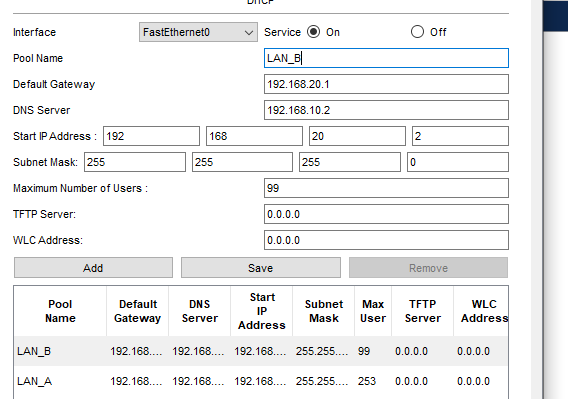 DHCP
Interface FastEthernet0 Service On Off
Pool Name LAN_B
Default Gateway 192.168.20.1
DNS Server 192.168.10.2
Start IP Address : 192 168 20 2
Subnet Mask: 255 255 255 0
Maximum Number of Users : 99
TFTP Server: 0.0.0.0
WLC Address: 0.0.0.0
Add Save Remove
Pool Name Default Gateway DNS Server Start IP Address Subnet Mask Max User TFTP Server WLC Address
LAN_B 192.168.... 192.168.... 192.168.... 255.255.... 99 0.0.0.0 0.0.0.0
LAN_A 192.168.... 192.168.... 192.168.... 255.255.... 253 0.0.0.0 0.0.0.0